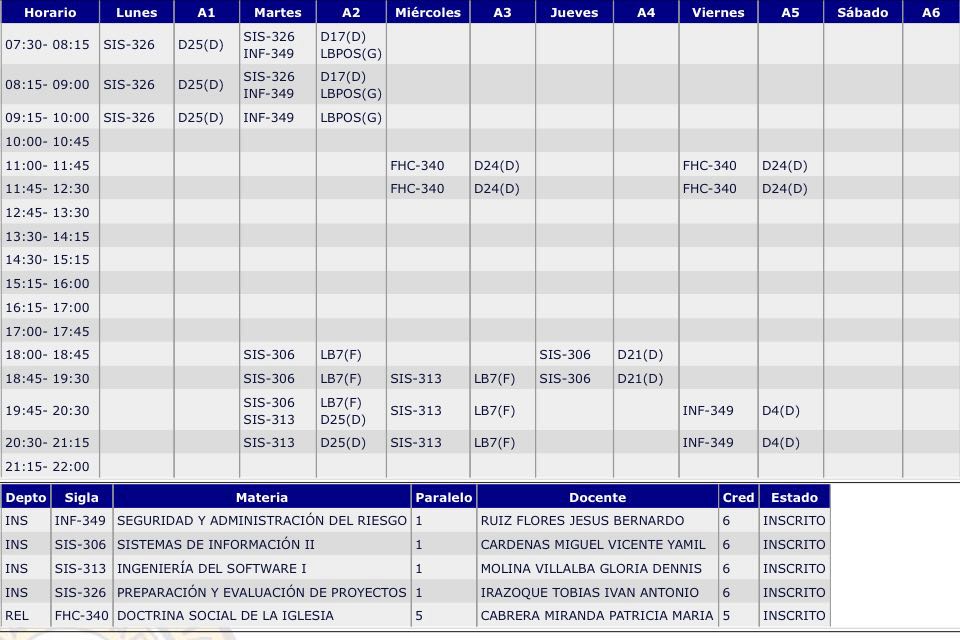 Horario Lunes A1 Martes A2 Miércoles A3 Jueves A4 Viernes A5 Sábado A6
07:30- 08:15 SIS-326 D25(D) SIS-326 D17(D)
INF-349 LBPOS(G)
08:15- 09:00 SIS-326 D25(D) SIS-326 D17(D)
INF-349 LBPOS(G)
09:15- 10:00 SIS-326 D25(D) INF-349 LBPOS(G)
10:00- 10:45
11:00- 11:45 FHC-340 D24(D) FHC-340 D24(D)
11:45- 12:30 FHC-340 D24(D) FHC-340 D24(D)
12:45- 13:30
13:30- 14:15
14:30- 15:15
15:15- 16:00
16:15- 17:00
17:00- 17:45
18:00- 18:45 SIS-306 LB7(F) SIS-306 D21(D)
18:45- 19:30 SIS-306 LB7(F) SIS-313 LB7(F) SIS-306 D21(D)
19:45- 20:30 SIS-306 LB7(F) SIS-313 LB7(F) INF-349 D4(D)
SIS-313 D25(D)
20:30- 21:15 SIS-313 D25(D) SIS-313 LB7(F) INF-349 D4(D)
21:15- 22:00
Depto Sigla Materia Paralelo Docente Cred Estado
INS INF-349 SEGURIDAD Y ADMINISTRACIÓN DEL RIESGO 1 RUIZ FLORES JESUS BERNARDO 6 INSCRITO
INS SIS-306 SISTEMAS DE INFORMACIÓN II 1 CARDENAS MIGUEL VICENTE YAMIL 6 INSCRITO
INS SIS-313 INGENIERÍA DEL SOFTWARE I 1 MOLINA VILLALBA GLORIA DENNIS 6 INSCRITO
INS SIS-326 PREPARACIÓN Y EVALUACIÓN DE PROYECTOS 1 IRAZOQUE TOBIAS IVAN ANTONIO 6 INSCRITO
REL FHC-340 DOCTRINA SOCIAL DE LA IGLESIA 5 CABRERA MIRANDA PATRICIA MARIA 5 INSCRITO